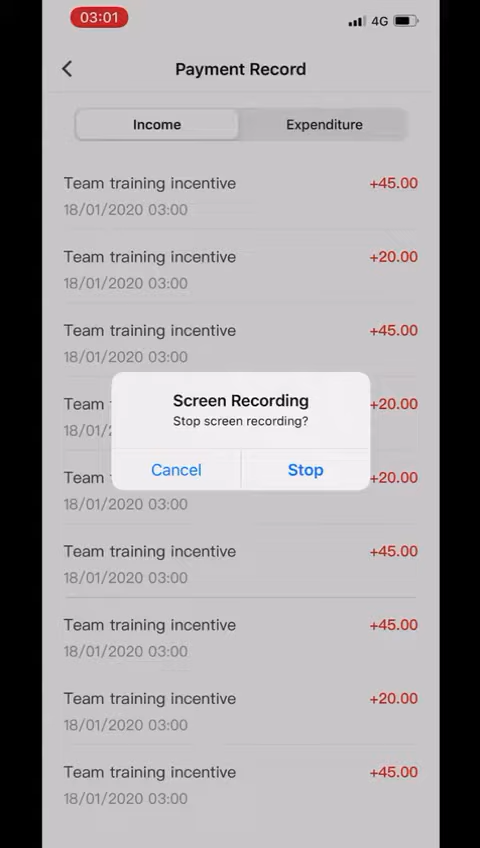 03:01
4G
Payment Record
Income
Expenditure
Team training incentive
+45.00
18/01/2020 03:00
Team training incentive
+20.00
18/01/2020 03:00
Team training incentive
+45.00
18/01/2020 03:00
Team
+20.00
18/01/
Screen Recording
Stop screen recording?
Cancel
Stop
+20.00
Team
18/01/2020 03:00
Team training incentive
+45.00
18/01/2020 03:00
Team training incentive
+45.00
18/01/2020 03:00
Team training incentive
+20.00
18/01/2020 03:00
Team training incentive
+45.00
18/01/2020 03:00